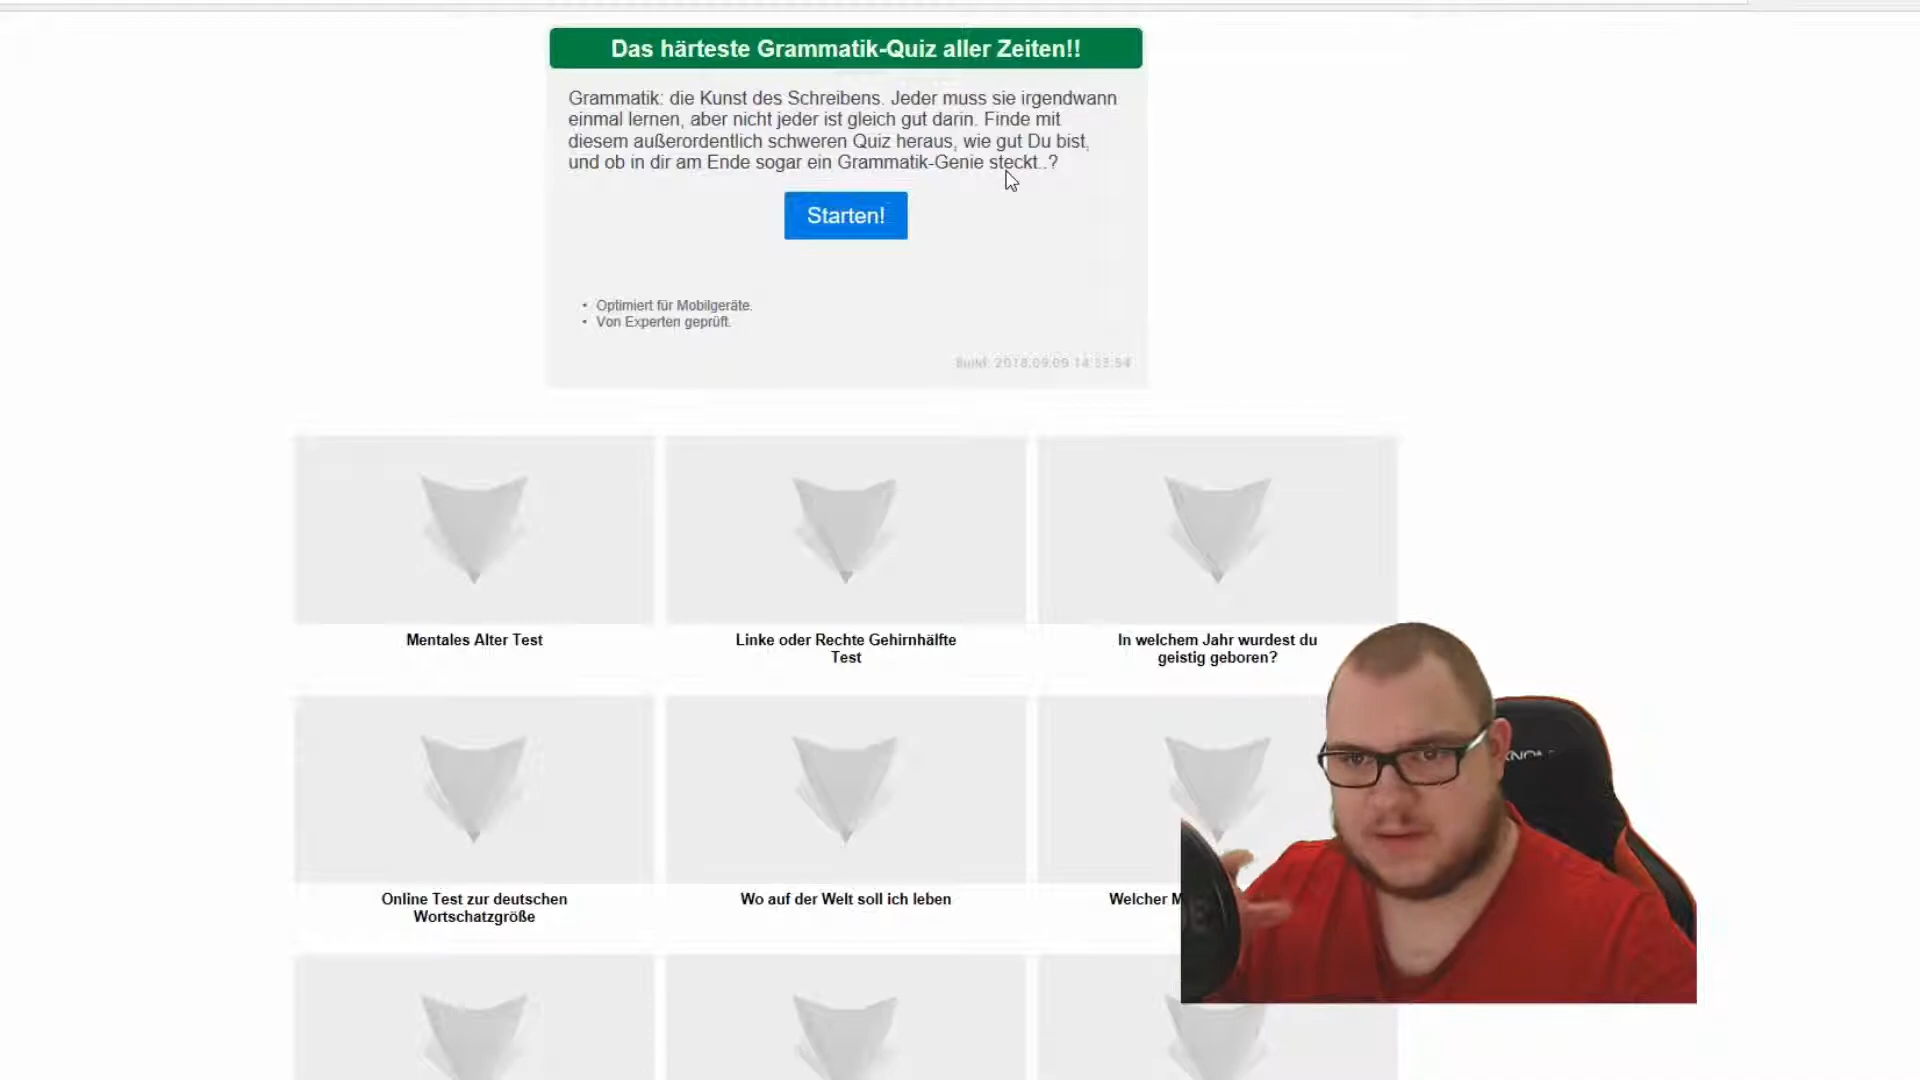 Das härteste Grammatik-Quiz aller Zeiten!!
Grammatik: die Kunst des Schreibens. Jeder muss sie irgendwann
einmal lernen, aber nicht jeder ist gleich gut darin. Finde mit
diesem außerordentlich schweren Quiz heraus, wie gut Du bist,
und ob in dir am Ende sogar ein Grammatik-Genie steckt..?
Starten!
• Optimiert für Mobilgeräte.
• Von Experten geprüft.
Build: 2018.09.09
Mentales Alter Test
Linke oder Rechte Gehirnhälfte
Test
In welchem Jahr wurdest du
geistig geboren?
Online Test zur deutschen
Wortschatzgröße
Wo auf der Welt soll ich leben
Welcher